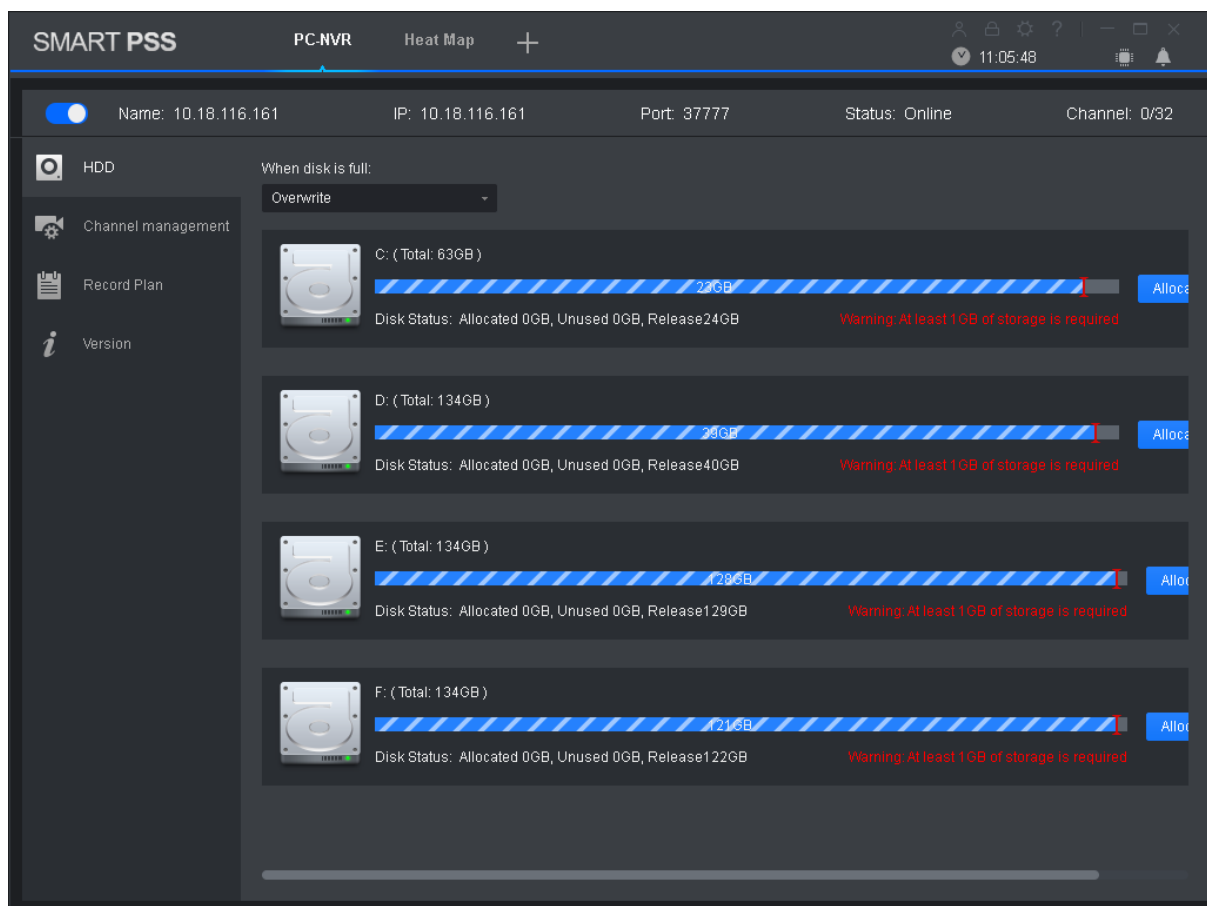 SMART PSS
PC-NVR
Heat Map
11:05:48
Name: 10.18.116.161
IP: 10.18.116.161
Port: 37777
Status: Online
Channel: 0/32
HDD
Channel management
Record Plan
Version
When disk is full:
Overwrite
C: ( Total: 63GB )
23GB
Alloca
Disk Status: Allocated 0GB, Unused 0GB, Release24GB
Warning: At least 1GB of storage is required
D: ( Total: 134GB )
39GB
Alloca
Disk Status: Allocated 0GB, Unused 0GB, Release40GB
Warning: At least 1GB of storage is required
E: ( Total: 134GB )
128GB
Alloc
Disk Status: Allocated 0GB, Unused 0GB, Release129GB
Warning: At least 1GB of storage is required
F: ( Total: 134GB )
121GB
Alloc
Disk Status: Allocated 0GB, Unused 0GB, Release122GB
Warning: At least 1GB of storage is required